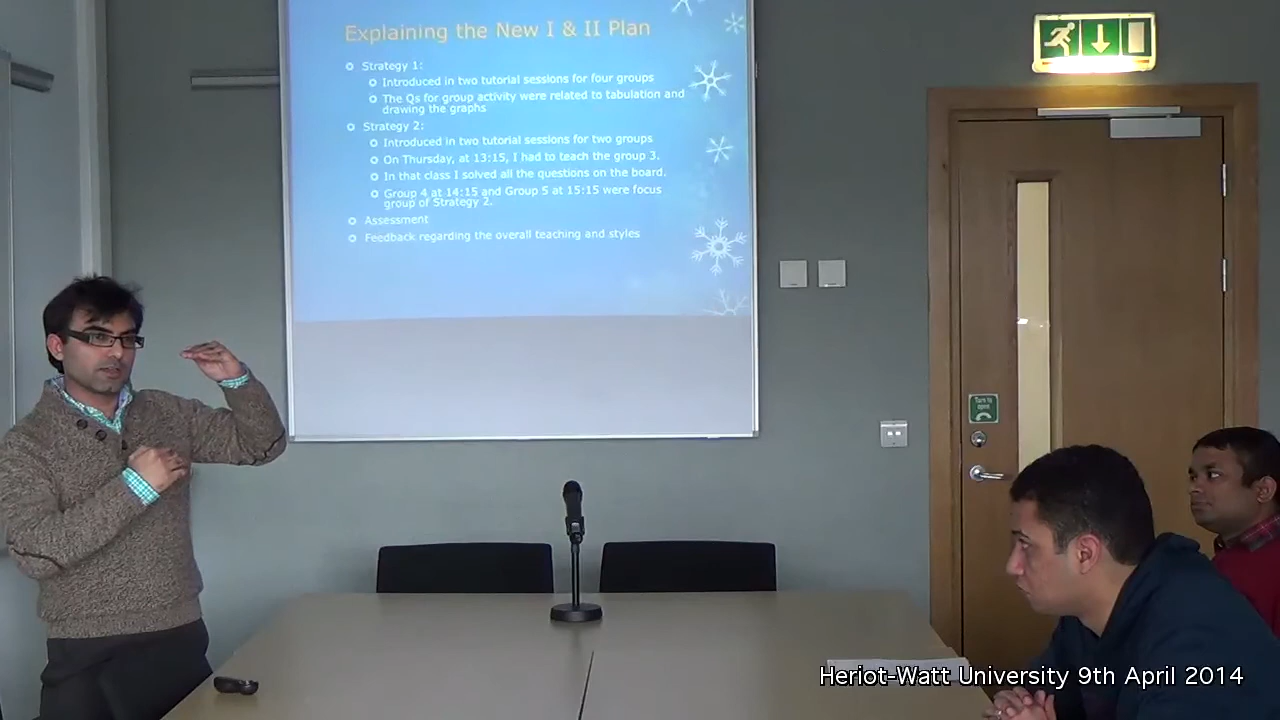 Explaining the New I & II Plan
Strategy 1:
Introduced in two tutorial sessions for four groups
The Qs for group activity were related to tabulation and
drawing the graphs
Strategy 2:
Introduced in two tutorial sessions for two groups
On Thursday, at 13:15, I had to teach the group 3.
In that class I solved all the questions on the board.
Group 4 at 14:15 and Group 5 at 15:15 were focus
group of Strategy 2.
Assessment
Feedback regarding the overall teaching and styles
Turn to
open
Heriot-Watt University 9th April 2014